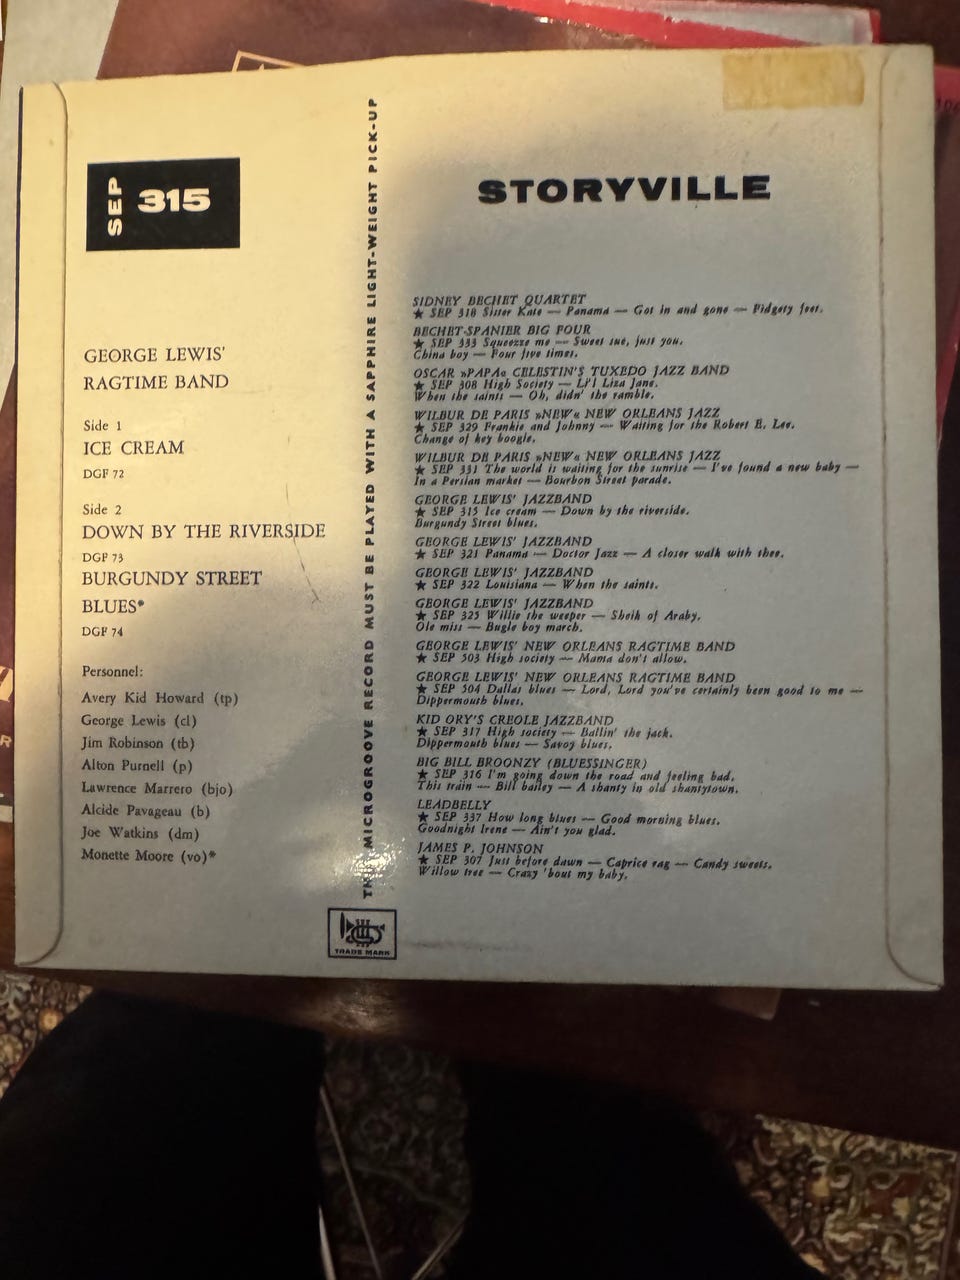 SEP 315
GEORGE LEWIS'
RAGTIME BAND
Side 1
ICE CREAM
DGF 72
Side 2
DOWN BY THE RIVERSIDE
DGF 73
BURGUNDY STREET
BLUES*
DGF 74
Personnel:
Avery Kid Howard (tp)
George Lewis (cl)
Jim Robinson (tb)
Alton Purnell (p)
Lawrence Marrero (bjo)
Alcide Pavageau (b)
Joe Watkins (dm)
Monette Moore (vo)*
THIS MICROGROOVE RECORD MUST BE PLAYED WITH A SAPPHIRE LIGHT-WEIGHT PICK-UP
TRADE MARK
STORYVILLE
SIDNEY BECHET QUARTET
★ SEP 318 Sister Kate — Panama — Got in and gone — Fidgety feet.
BECHET-SPANIER BIG FOUR
★ SEP 333 Squeezze me — Sweet sue, just you.
China boy — Four five times.
OSCAR »PAPA« CELESTIN'S TUXEDO JAZZ BAND
★ SEP 308 High Society — Li'l Liza Jane.
When the saints — Oh, didn' the ramble.
WILBUR DE PARIS »NEW« NEW ORLEANS JAZZ
★ SEP 329 Frankie and Johnny — Waiting for the Robert E. Lee.
Change of key boogie.
WILBUR DE PARIS »NEW« NEW ORLEANS JAZZ
★ SEP 331 The world is waiting for the sunrise — I've found a new baby —
In a Persian market — Bourbon Street parade.
GEORGE LEWIS' JAZZBAND
★ SEP 315 Ice cream — Down by the riverside.
Burgundy Street blues.
GEORGE LEWIS' JAZZBAND
★ SEP 321 Panama — Doctor Jazz — A closer walk with thee.
GEORGE LEWIS' JAZZBAND
★ SEP 322 Louisiana — When the saints.
GEORGE LEWIS' JAZZBAND
★ SEP 325 Willie the weeper — Sheik of Araby.
Ole miss — Bugle boy march.
GEORGE LEWIS' NEW ORLEANS RAGTIME BAND
★ SEP 503 High society — Mama don't allow.
GEORGE LEWIS' NEW ORLEANS RAGTIME BAND
★ SEP 504 Dallas blues — Lord, Lord you've certainly been good to me —
Dippermouth blues.
KID ORY'S CREOLE JAZZBAND
★ SEP 317 High society — Ballin' the jack.
Dippermouth blues — Savoy blues.
BIG BILL BROONZY (BLUESSINGER)
★ SEP 316 I'm going down the road and feeling bad.
This train — Bill bailey — A shanty in old shantytown.
LEADBELLY
★ SEP 337 How long blues — Good morning blues.
Goodnight Irene — Ain't you glad.
JAMES P. JOHNSON
★ SEP 307 Just before dawn — Caprice rag — Candy sweets.
Willow tree — Crazy 'bout my baby.